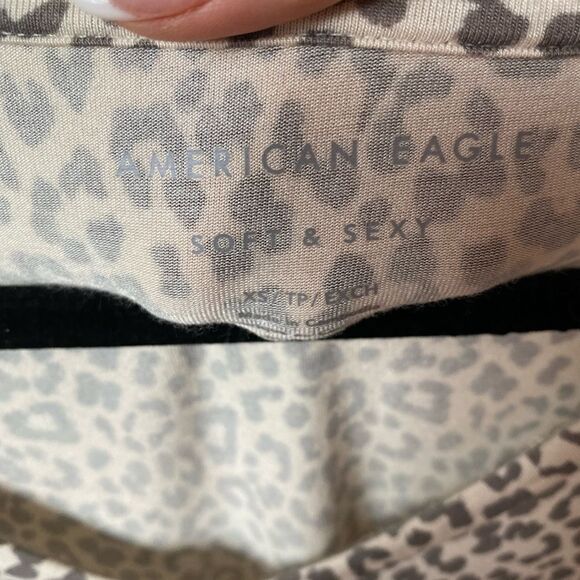 AMERICAN EAGLE
SOFT & SEXY
XS/TP/EXCH